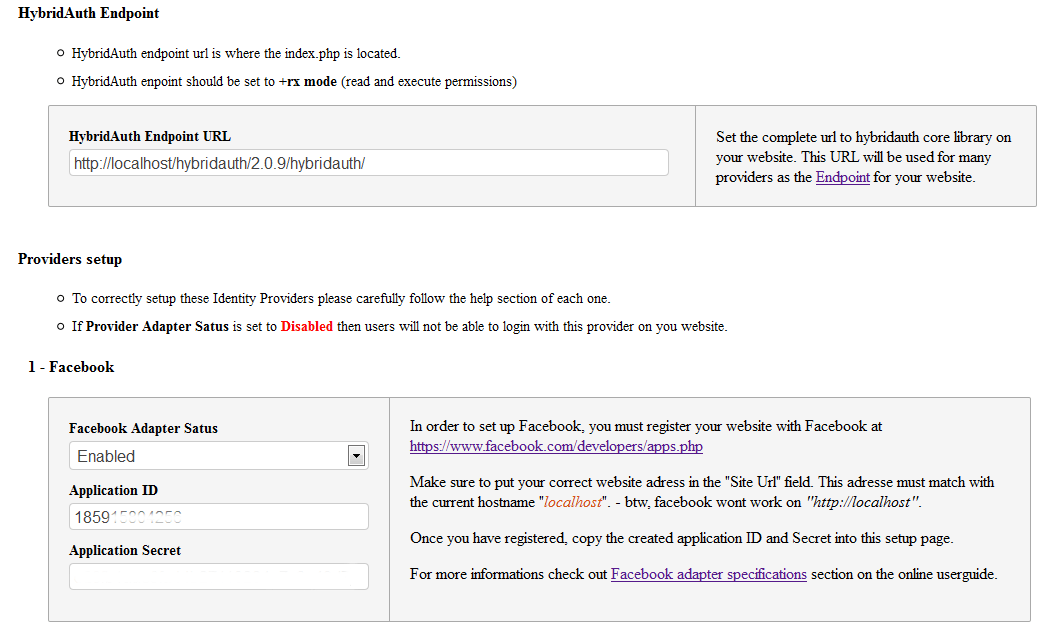 HybridAuth Endpoint
HybridAuth endpoint url is where the index.php is located.
HybridAuth enpoint should be set to +rx mode (read and execute permissions)
HybridAuth Endpoint URL
http://localhost/hybridauth/2.0.9/hybridauth/
Set the complete url to hybridauth core library on
your website. This URL will be used for many
providers as the Endpoint for your website.
Providers setup
To correctly setup these Identity Providers please carefully follow the help section of each one.
If Provider Adapter Satus is set to Disabled then users will not be able to login with this provider on you website.
1 - Facebook
Facebook Adapter Satus
Enabled
Application ID
Application Secret
In order to set up Facebook, you must register your website with Facebook at
https://www.facebook.com/developers/apps.php
Make sure to put your correct website adress in the "Site Url" field. This adresse must match with
the current hostname "localhost". - btw, facebook wont work on "http://localhost".
Once you have registered, copy the created application ID and Secret into this setup page.
For more informations check out Facebook adapter specifications section on the online userguide.